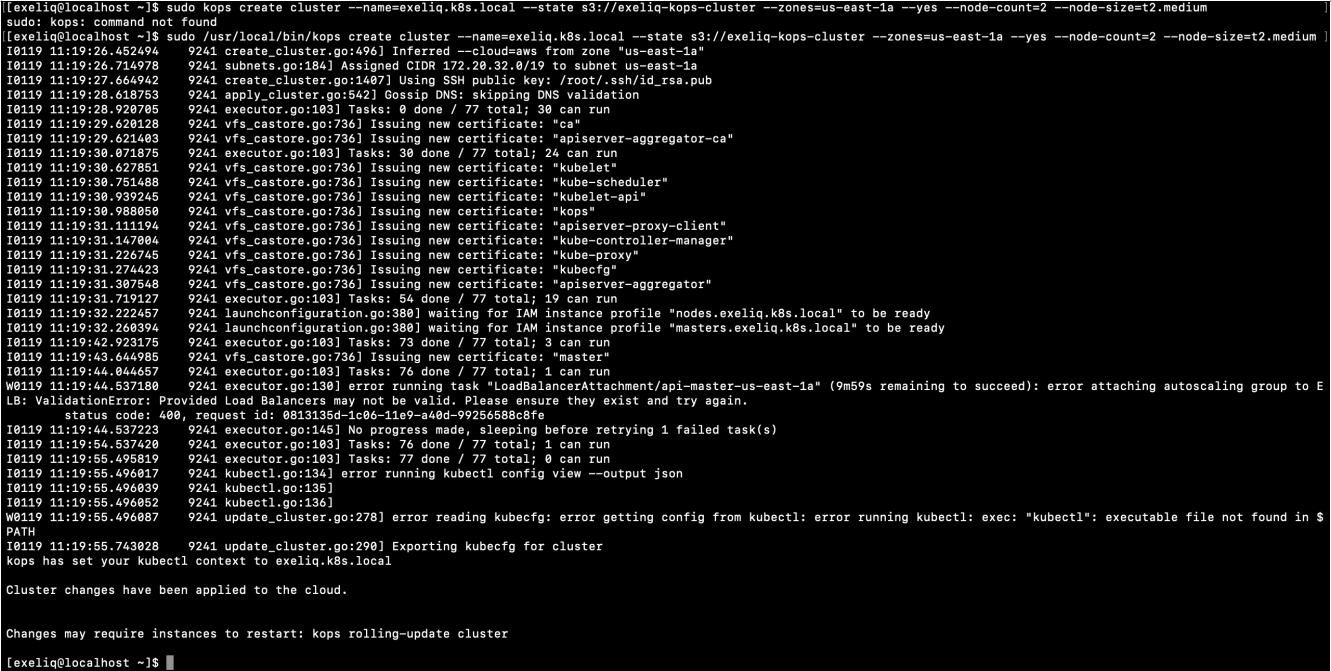 [exeliq@localhost ~]$ sudo kops create cluster --name=exeliq.k8s.local --state s3://exeliq-kops-cluster --zones=us-east-1a --yes --node-count=2 --node-size=t2.medium
sudo: kops: command not found
[exeliq@localhost ~]$ sudo /usr/local/bin/kops create cluster --name=exeliq.k8s.local --state s3://exeliq-kops-cluster --zones=us-east-1a --yes --node-count=2 --node-size=t2.medium
I0119 11:19:26.452494    9241 create_cluster.go:496] Inferred --cloud=aws from zone "us-east-1a"
I0119 11:19:26.714978    9241 subnets.go:184] Assigned CIDR 172.20.32.0/19 to subnet us-east-1a
I0119 11:19:27.664942    9241 create_cluster.go:1407] Using SSH public key: /root/.ssh/id_rsa.pub
I0119 11:19:28.618753    9241 apply_cluster.go:542] Gossip DNS: skipping DNS validation
I0119 11:19:28.920705    9241 executor.go:103] Tasks: 0 done / 77 total; 30 can run
I0119 11:19:29.620128    9241 vfs_castore.go:736] Issuing new certificate: "ca"
I0119 11:19:29.621403    9241 vfs_castore.go:736] Issuing new certificate: "apiserver-aggregator-ca"
I0119 11:19:30.071875    9241 executor.go:103] Tasks: 30 done / 77 total; 24 can run
I0119 11:19:30.627851    9241 vfs_castore.go:736] Issuing new certificate: "kubelet"
I0119 11:19:30.751488    9241 vfs_castore.go:736] Issuing new certificate: "kube-scheduler"
I0119 11:19:30.939245    9241 vfs_castore.go:736] Issuing new certificate: "kubelet-api"
I0119 11:19:30.988050    9241 vfs_castore.go:736] Issuing new certificate: "kops"
I0119 11:19:31.111194    9241 vfs_castore.go:736] Issuing new certificate: "apiserver-proxy-client"
I0119 11:19:31.147004    9241 vfs_castore.go:736] Issuing new certificate: "kube-controller-manager"
I0119 11:19:31.226745    9241 vfs_castore.go:736] Issuing new certificate: "kube-proxy"
I0119 11:19:31.274423    9241 vfs_castore.go:736] Issuing new certificate: "kubecfg"
I0119 11:19:31.307548    9241 vfs_castore.go:736] Issuing new certificate: "apiserver-aggregator"
I0119 11:19:31.719127    9241 executor.go:103] Tasks: 54 done / 77 total; 19 can run
I0119 11:19:32.222457    9241 launchconfiguration.go:380] waiting for IAM instance profile "nodes.exeliq.k8s.local" to be ready
I0119 11:19:32.260394    9241 launchconfiguration.go:380] waiting for IAM instance profile "masters.exeliq.k8s.local" to be ready
I0119 11:19:42.923175    9241 executor.go:103] Tasks: 73 done / 77 total; 3 can run
I0119 11:19:43.644985    9241 vfs_castore.go:736] Issuing new certificate: "master"
I0119 11:19:44.044657    9241 executor.go:103] Tasks: 76 done / 77 total; 1 can run
W0119 11:19:44.537180    9241 executor.go:130] error running task "LoadBalancerAttachment/api-master-us-east-1a" (9m59s remaining to succeed): error attaching autoscaling group to E
LB: ValidationError: Provided Load Balancers may not be valid. Please ensure they exist and try again.
        status code: 400, request id: 0813135d-1c06-11e9-a40d-99256588c8fe
I0119 11:19:44.537223    9241 executor.go:145] No progress made, sleeping before retrying 1 failed task(s)
I0119 11:19:54.537420    9241 executor.go:103] Tasks: 76 done / 77 total; 1 can run
I0119 11:19:55.495819    9241 executor.go:103] Tasks: 77 done / 77 total; 0 can run
I0119 11:19:55.496017    9241 kubectl.go:134] error running kubectl config view --output json
I0119 11:19:55.496039    9241 kubectl.go:135]
I0119 11:19:55.496052    9241 kubectl.go:136]
W0119 11:19:55.496087    9241 update_cluster.go:278] error reading kubecfg: error getting config from kubectl: error running kubectl: exec: "kubectl": executable file not found in $
PATH
I0119 11:19:55.743028    9241 update_cluster.go:290] Exporting kubecfg for cluster
kops has set your kubectl context to exeliq.k8s.local
Cluster changes have been applied to the cloud.
Changes may require instances to restart: kops rolling-update cluster
[exeliq@localhost ~]$